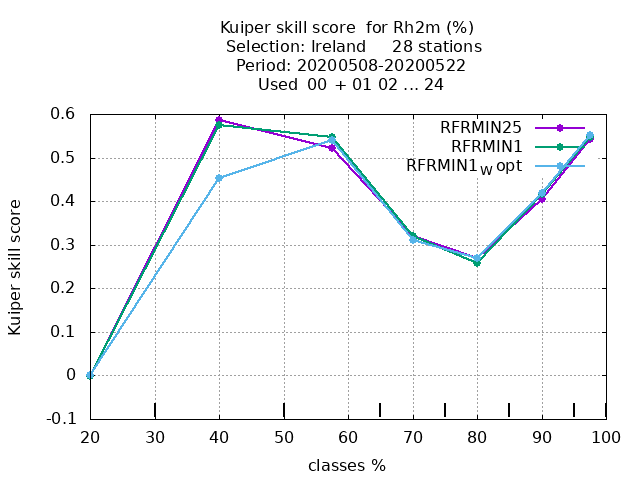 Kuiper skill score  for Rh2m (%)
Selection: Ireland     28 stations
Period: 20200508-20200522
Used  00  + 01 02 ... 24
RFRMIN25
RFRMIN1
RFRMIN1W opt
Kuiper skill score
0.6
0.5
0.4
0.3
0.2
0.1
0
-0.1
20 30 40 50 60 70 80 90 100
classes %